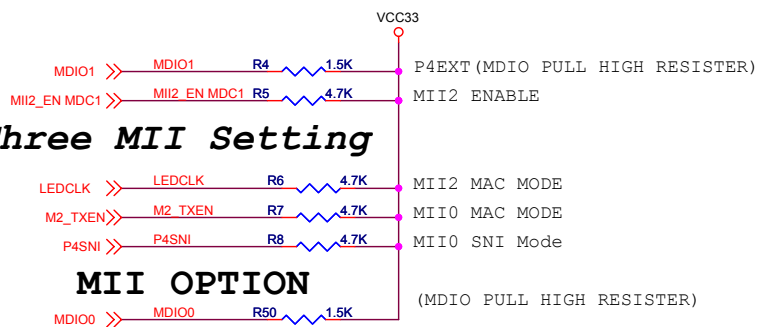 VCC33
MDIO1 MDIO1 R4 1.5K P4EXT(MDIO PULL HIGH RESISTER)
MII2_EN MDC1 MII2_EN MDC1 R5 4.7K MII2 ENABLE
hree MII Setting
LEDCLK LEDCLK R6 4.7K MII2 MAC MODE
M2_TXEN M2_TXEN R7 4.7K MII0 MAC MODE
P4SNI P4SNI R8 4.7K MII0 SNI Mode
MII OPTION
(MDIO PULL HIGH RESISTER)
MDIO0 MDIO0 R50 1.5K